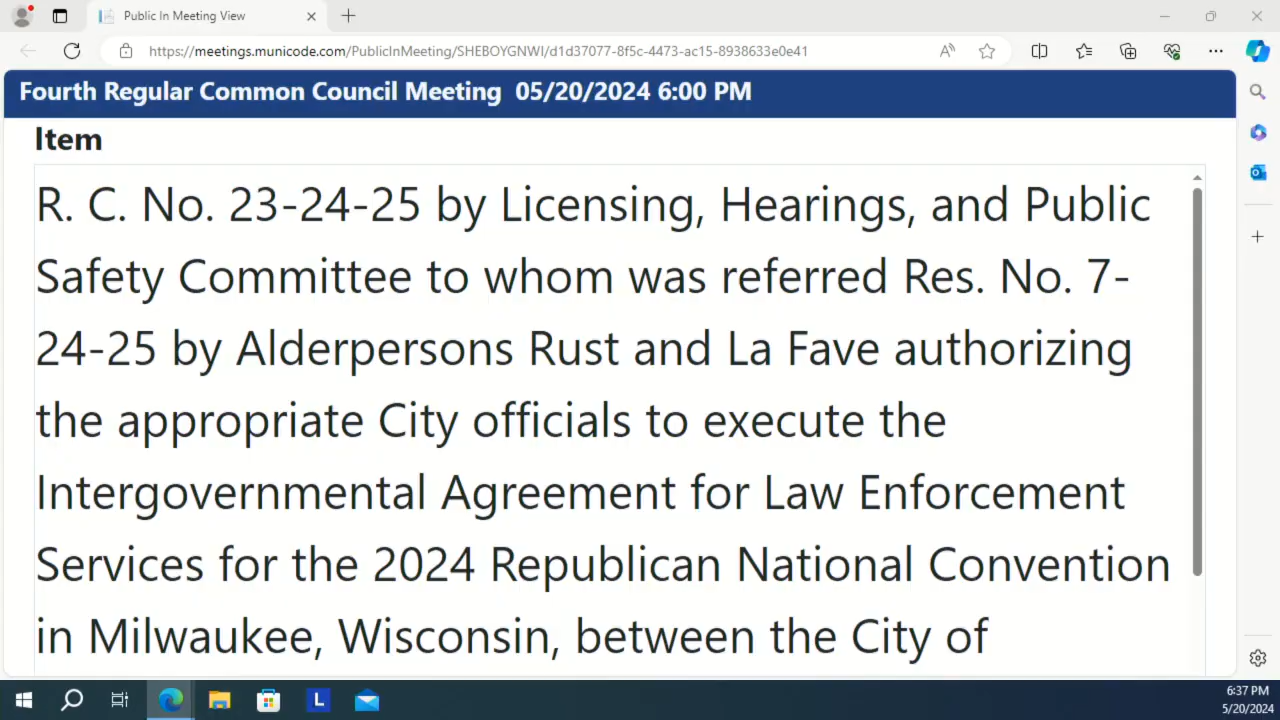 Public In Meeting View
https://meetings.municode.com/PublicInMeeting/SHEBOYGNWI/d1d37077-8f5c-4473-ac15-8938633e0e41
Fourth Regular Common Council Meeting 05/20/2024 6:00 PM
Item
R. C. No. 23-24-25 by Licensing, Hearings, and Public
Safety Committee to whom was referred Res. No. 7-
24-25 by Alderpersons Rust and La Fave authorizing
the appropriate City officials to execute the
Intergovernmental Agreement for Law Enforcement
Services for the 2024 Republican National Convention
in Milwaukee, Wisconsin, between the City of
L
6:37 PM
5/20/2024